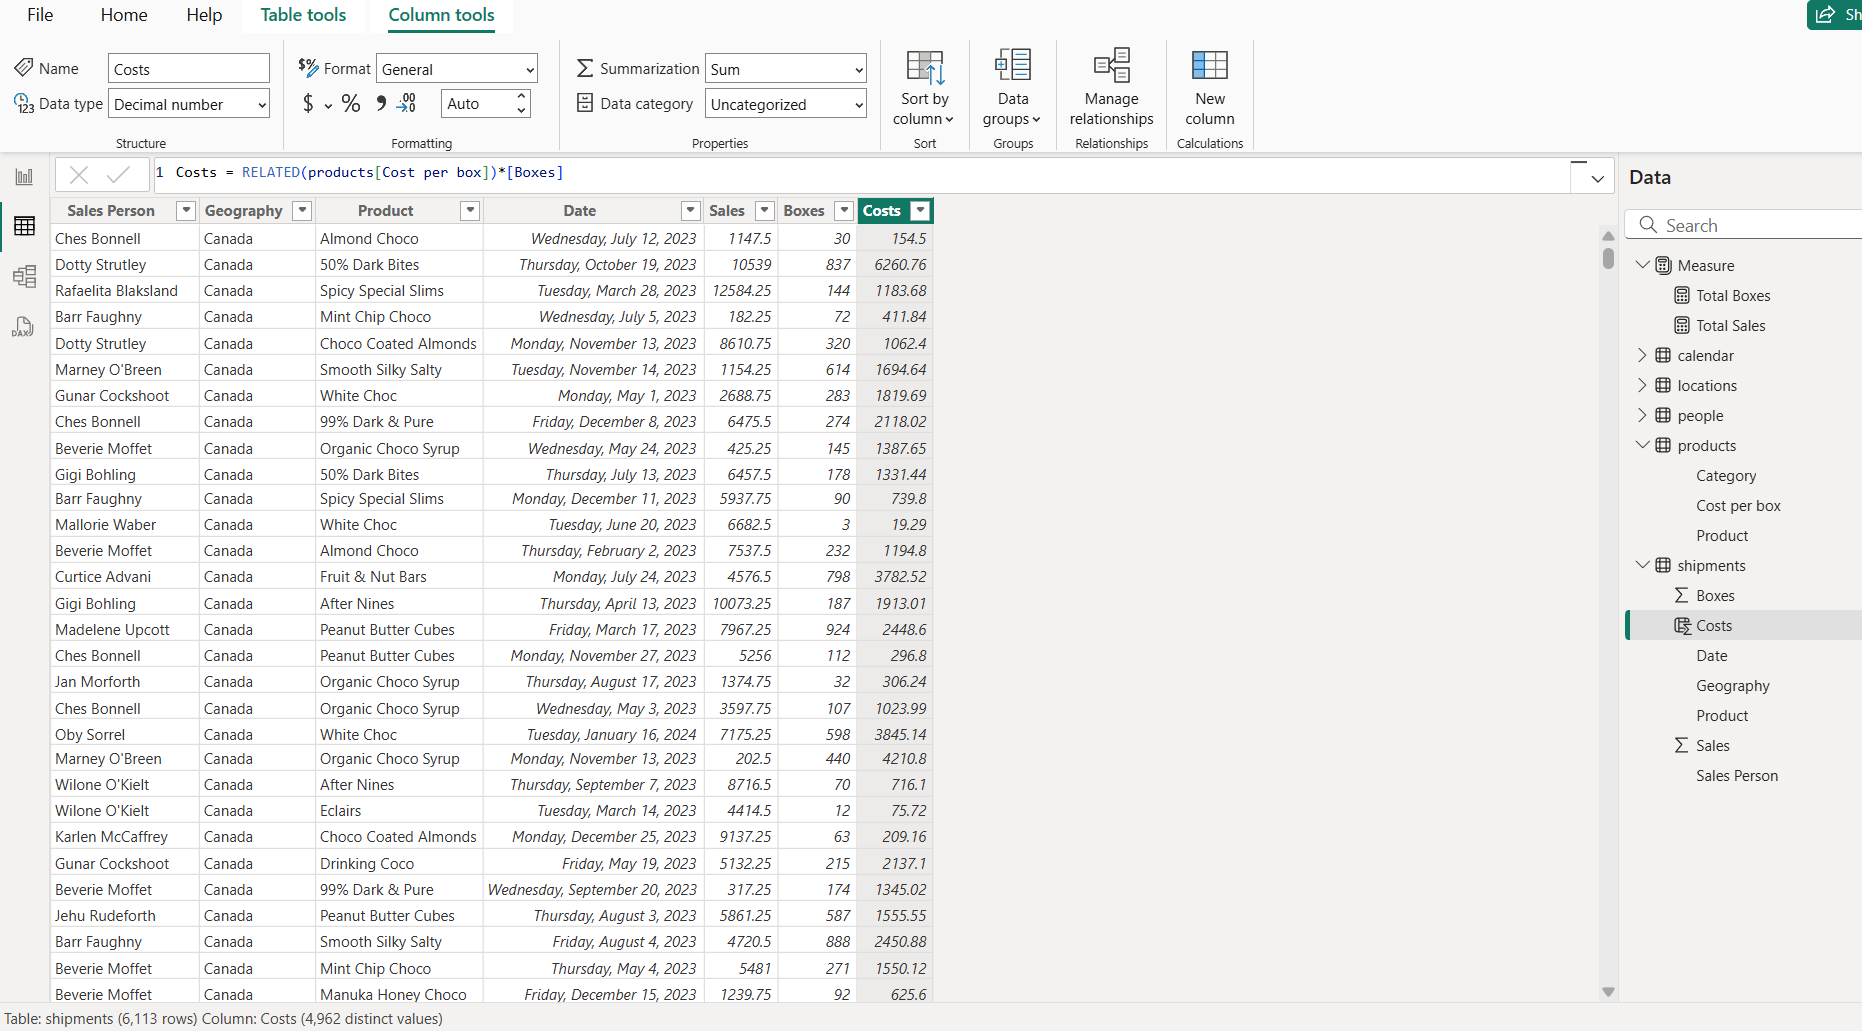 File Home Help Table tools Column tools Sh
Name Costs Format General Summarization Sum
123 Data type Decimal number $ % , .00 Auto Data category Uncategorized
Sort by column Data groups Manage relationships New column
Structure Formatting Properties Sort Groups Relationships Calculations
1 Costs = RELATED(products[Cost per box])*[Boxes]
Sales Person Geography Product Date Sales Boxes Costs
Ches Bonnell Canada Almond Choco Wednesday, July 12, 2023 1147.5 30 154.5
Dotty Strutley Canada 50% Dark Bites Thursday, October 19, 2023 10539 837 6260.76
Rafaelita Blaksland Canada Spicy Special Slims Tuesday, March 28, 2023 12584.25 144 1183.68
Barr Faughny Canada Mint Chip Choco Wednesday, July 5, 2023 182.25 72 411.84
Dotty Strutley Canada Choco Coated Almonds Monday, November 13, 2023 8610.75 320 1062.4
Marney O'Breen Canada Smooth Silky Salty Tuesday, November 14, 2023 1154.25 614 1694.64
Gunar Cockshoot Canada White Choc Monday, May 1, 2023 2688.75 283 1819.69
Ches Bonnell Canada 99% Dark & Pure Friday, December 8, 2023 6475.5 274 2118.02
Beverie Moffet Canada Organic Choco Syrup Wednesday, May 24, 2023 425.25 145 1387.65
Gigi Bohling Canada 50% Dark Bites Thursday, July 13, 2023 6457.5 178 1331.44
Barr Faughny Canada Spicy Special Slims Monday, December 11, 2023 5937.75 90 739.8
Mallorie Waber Canada White Choc Tuesday, June 20, 2023 6682.5 3 19.29
Beverie Moffet Canada Almond Choco Thursday, February 2, 2023 7537.5 232 1194.8
Curtice Advani Canada Fruit & Nut Bars Monday, July 24, 2023 4576.5 798 3782.52
Gigi Bohling Canada After Nines Thursday, April 13, 2023 10073.25 187 1913.01
Madelene Upcott Canada Peanut Butter Cubes Friday, March 17, 2023 7967.25 924 2448.6
Ches Bonnell Canada Peanut Butter Cubes Monday, November 27, 2023 5256 112 296.8
Jan Morforth Canada Organic Choco Syrup Thursday, August 17, 2023 1374.75 32 306.24
Ches Bonnell Canada Organic Choco Syrup Wednesday, May 3, 2023 3597.75 107 1023.99
Oby Sorrel Canada White Choc Tuesday, January 16, 2024 7175.25 598 3845.14
Marney O'Breen Canada Organic Choco Syrup Monday, November 13, 2023 202.5 440 4210.8
Wilone O'Kielt Canada After Nines Thursday, September 7, 2023 8716.5 70 716.1
Wilone O'Kielt Canada Eclairs Tuesday, March 14, 2023 4414.5 12 75.72
Karlen McCaffrey Canada Choco Coated Almonds Monday, December 25, 2023 9137.25 63 209.16
Gunar Cockshoot Canada Drinking Coco Friday, May 19, 2023 5132.25 215 2137.1
Beverie Moffet Canada 99% Dark & Pure Wednesday, September 20, 2023 317.25 174 1345.02
Jehu Rudeforth Canada Peanut Butter Cubes Thursday, August 3, 2023 5861.25 587 1555.55
Barr Faughny Canada Smooth Silky Salty Friday, August 4, 2023 4720.5 888 2450.88
Beverie Moffet Canada Mint Chip Choco Thursday, May 4, 2023 5481 271 1550.12
Beverie Moffet Canada Manuka Honey Choco Friday, December 15, 2023 1239.75 92 625.6
Table: shipments (6,113 rows) Column: Costs (4,962 distinct values)
DAX
Data
Search
Measure
Total Boxes
Total Sales
calendar
locations
people
products
Category
Cost per box
Product
shipments
Boxes
Costs
Date
Geography
Product
Sales
Sales Person